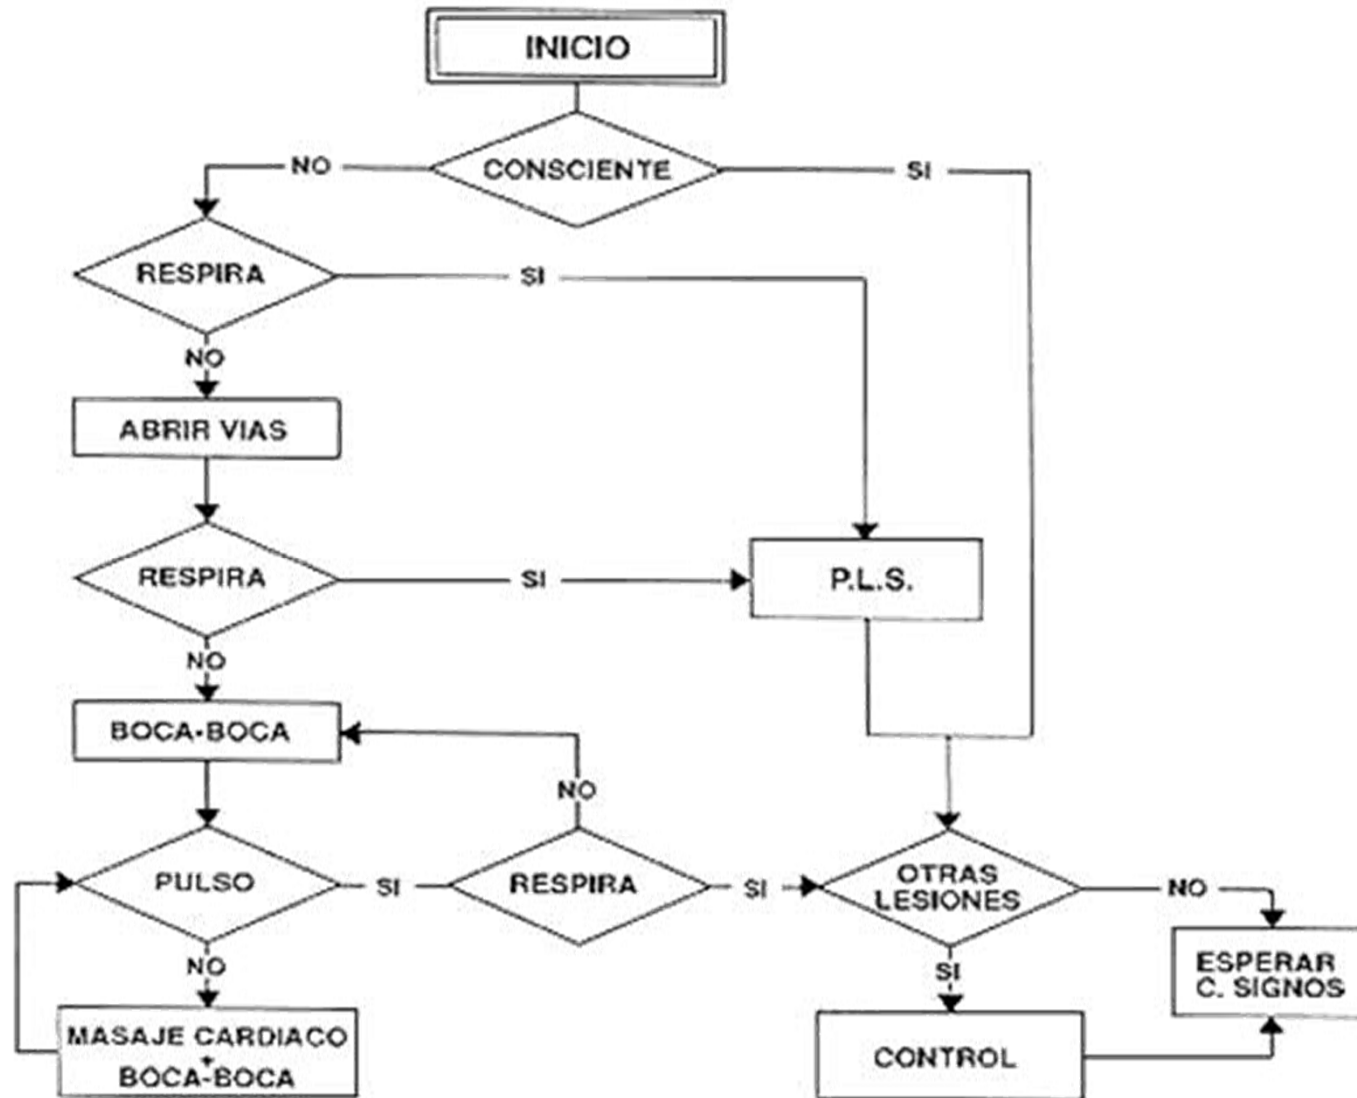 INICIO
CONSCIENTE
NO
SI
RESPIRA
SI
NO
ABRIR VIAS
RESPIRA
SI
P.L.S.
NO
BOCA-BOCA
NO
PULSO
SI
RESPIRA
SI
OTRAS
LESIONES
NO
NO
SI
ESPERAR
C. SIGNOS
MASAJE CARDIACO
+
BOCA-BOCA
CONTROL